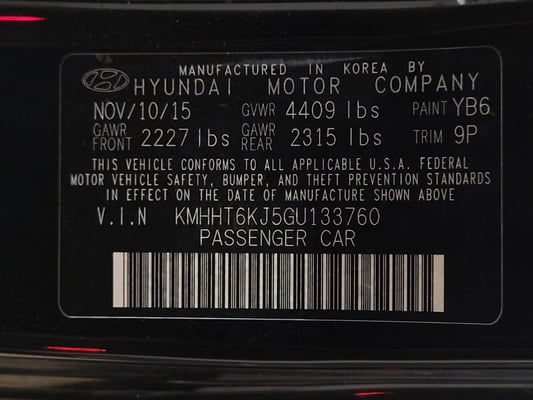 MANUFACTURED IN KOREA BY
HYUNDAI MOTOR COMPANY
NOV/10/15 GVWR 4409 lbs PAINT YB6
GAWR FRONT 2227 lbs GAWR REAR 2315 lbs TRIM 9P
THIS VEHICLE CONFORMS TO ALL APPLICABLE U.S.A. FEDERAL
MOTOR VEHICLE SAFETY, BUMPER, AND THEFT PREVENTION STANDARDS
IN EFFECT ON THE DATE OF MANUFACTURE SHOWN ABOVE
V.I.N KMHHT6KJ5GU133760
PASSENGER CAR